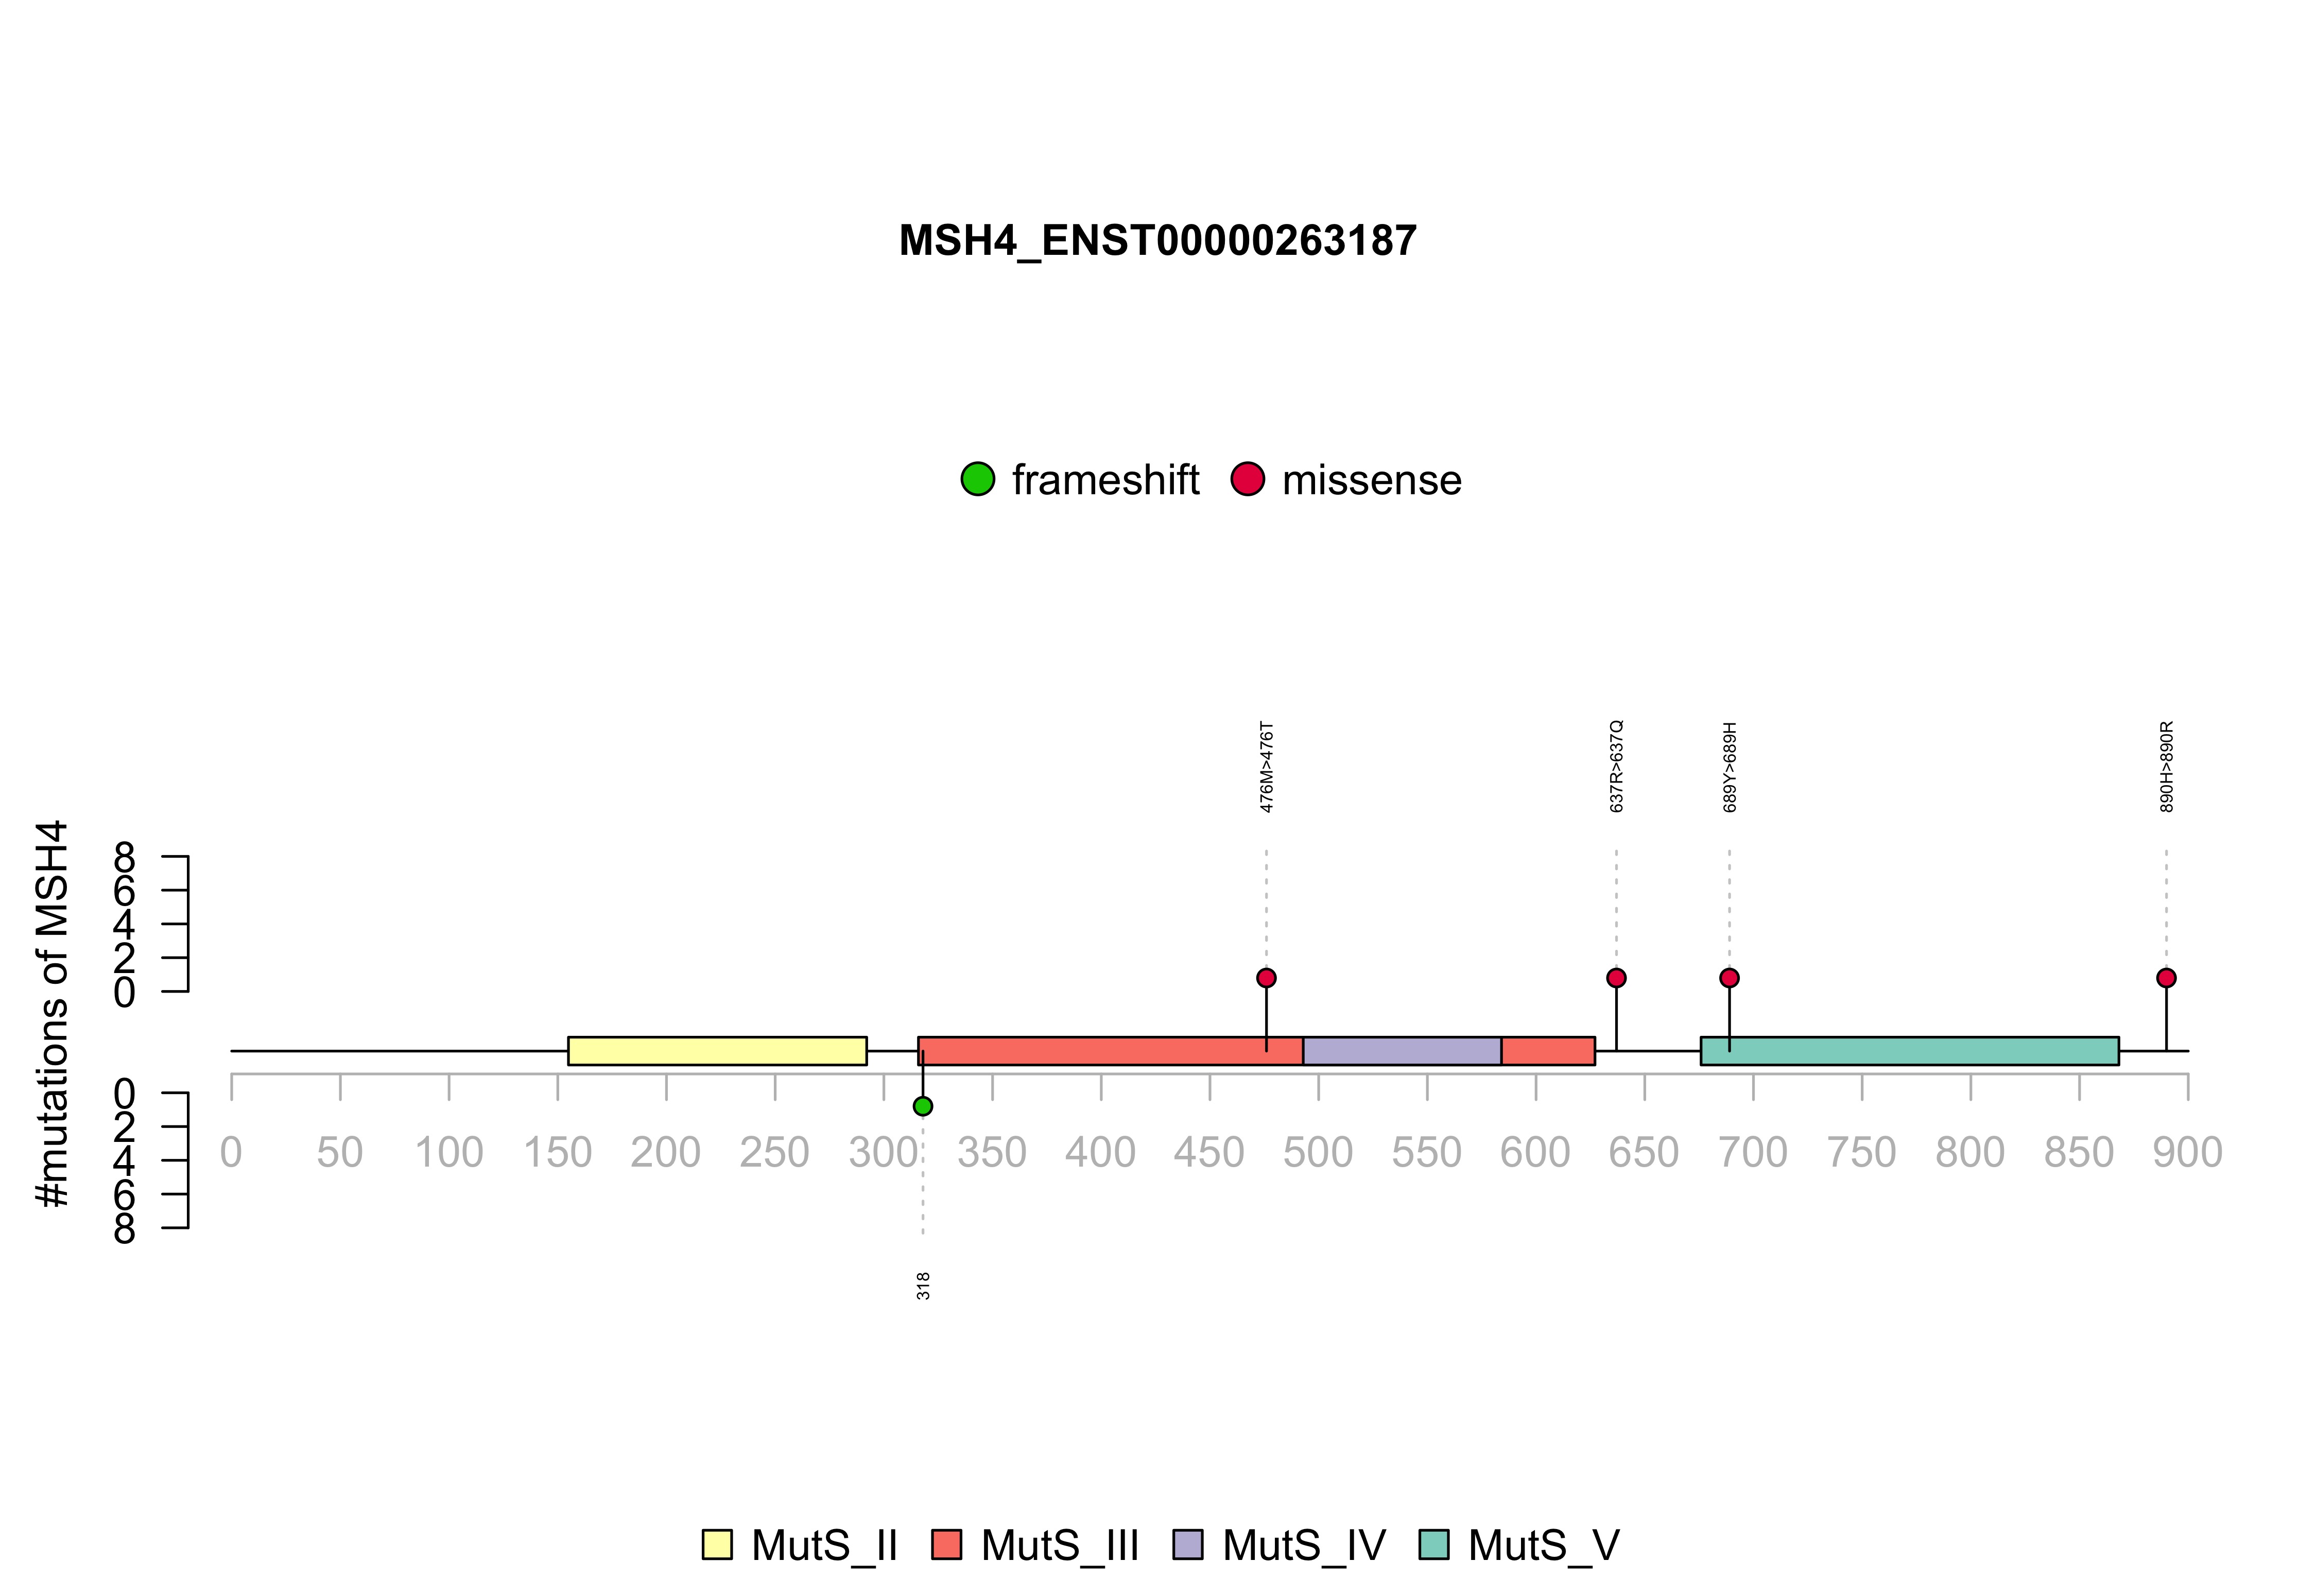 MSH4_ENST00000263187
frameshift missense
476M>476T
637R>637Q
689Y>689H
890H>890R
#mutations of MSH4
8
6
4
2
0
0
2
4
6
8
0 50 100 150 200 250 300 350 400 450 500 550 600 650 700 750 800 850 900
318
MutS_II MutS_III MutS_IV MutS_V